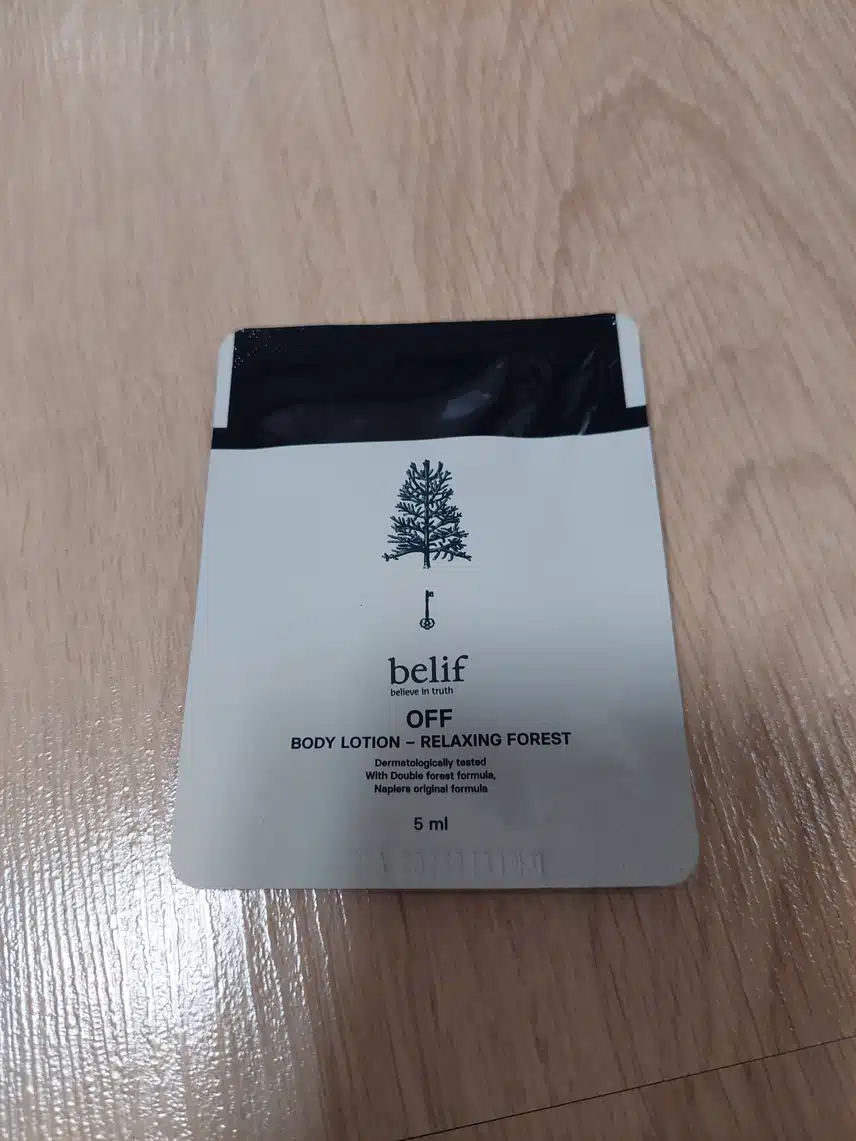 belif
believe in truth
OFF
BODY LOTION – RELAXING FOREST
Dermatologically tested
With Double forest formula,
Napiers original formula
5 ml